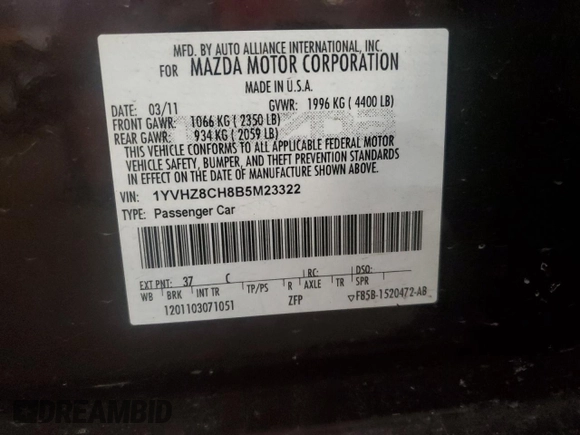 MFD. BY AUTO ALLIANCE INTERNATIONAL, INC.
FOR MAZDA MOTOR CORPORATION
MADE IN U.S.A.
DATE: 03/11 GVWR: 1996 KG ( 4400 LB)
FRONT GAWR: 1066 KG ( 2350 LB)
REAR GAWR: 934 KG ( 2059 LB)
THIS VEHICLE CONFORMS TO ALL APPLICABLE FEDERAL MOTOR
VEHICLE SAFETY, BUMPER, AND THEFT PREVENTION STANDARDS
IN EFFECT ON THE DATE OF MANUFACTURE SHOWN ABOVE.
VIN: 1YVHZ8CH8B5M23322
TYPE: Passenger Car
EXT PNT: 37 C RC: DSO:
WB BRK INT TR TP/PS R AXLE TR SPR
1201103071051 ZFP F85B-1520472-AB
DREAMBID